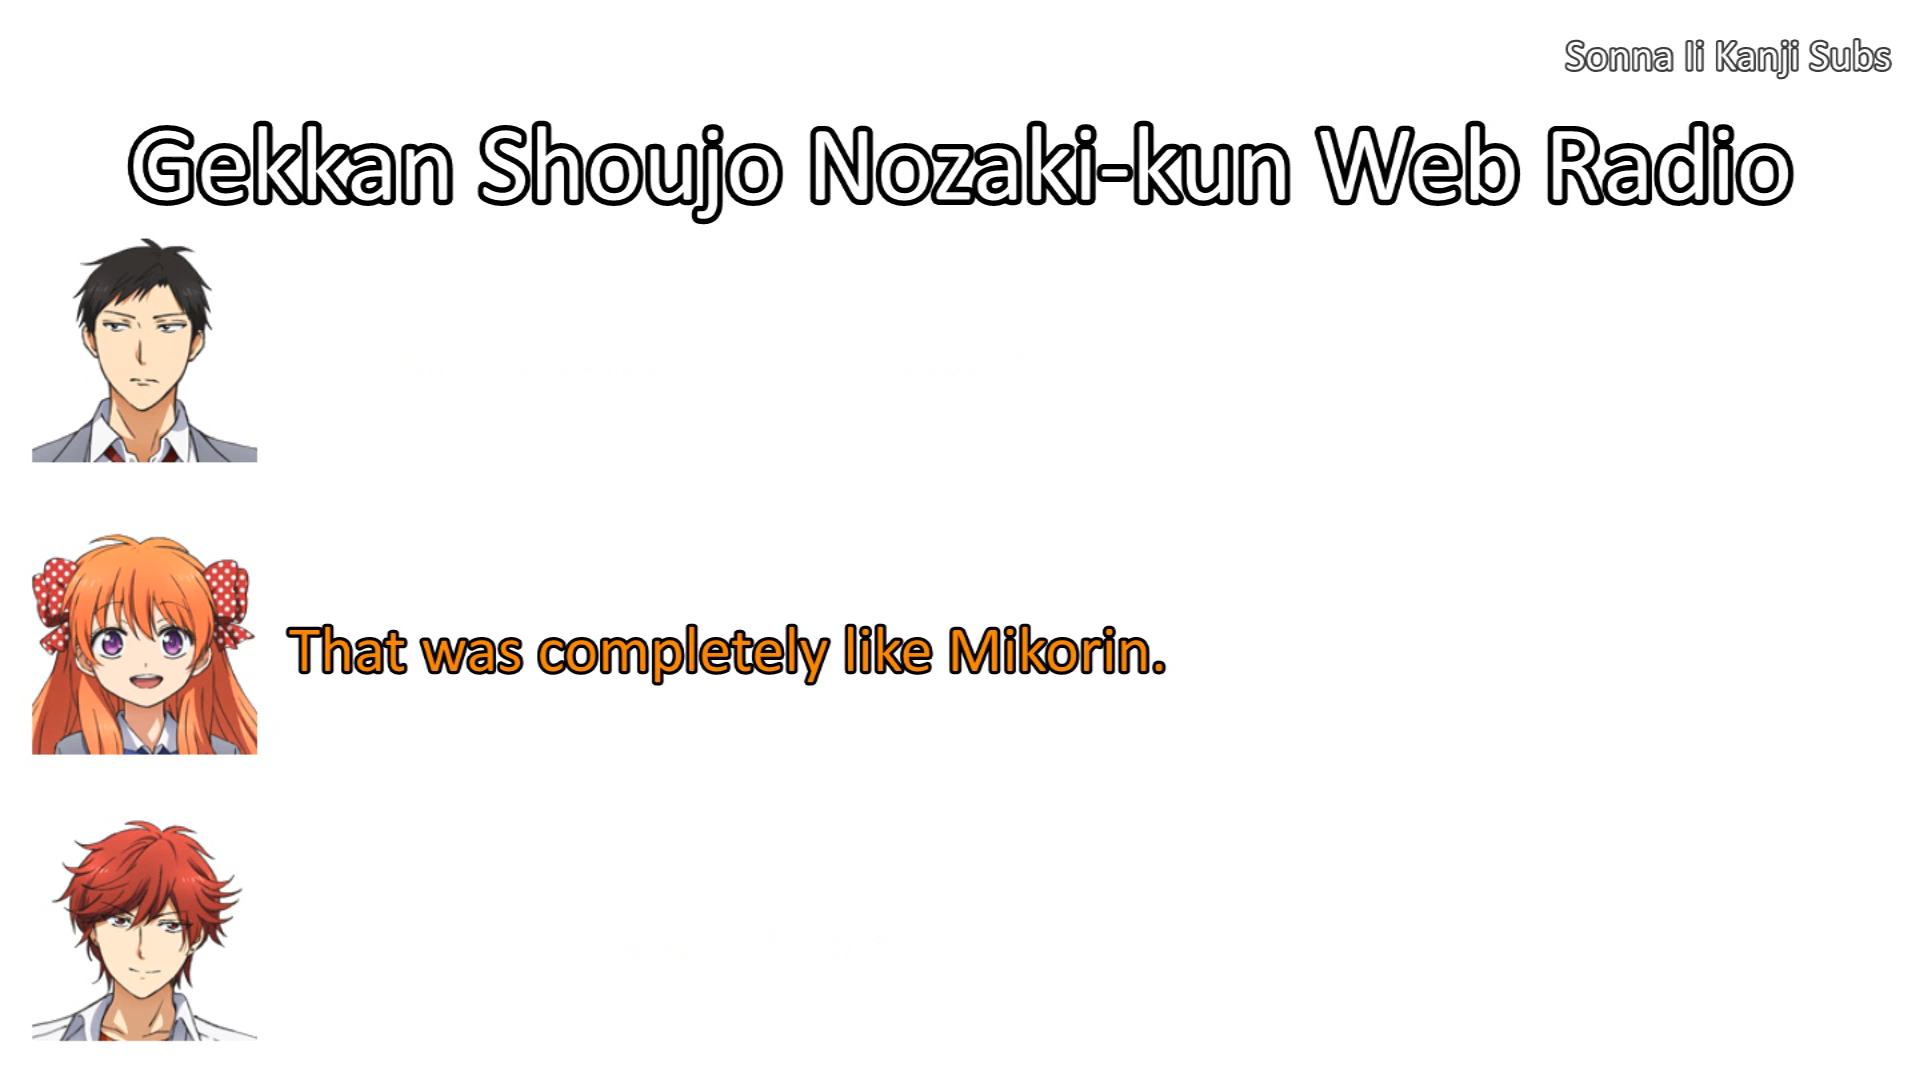 Sonna Ii Kanji Subs
Gekkan Shoujo Nozaki-kun Web Radio
That was completely like Mikorin.